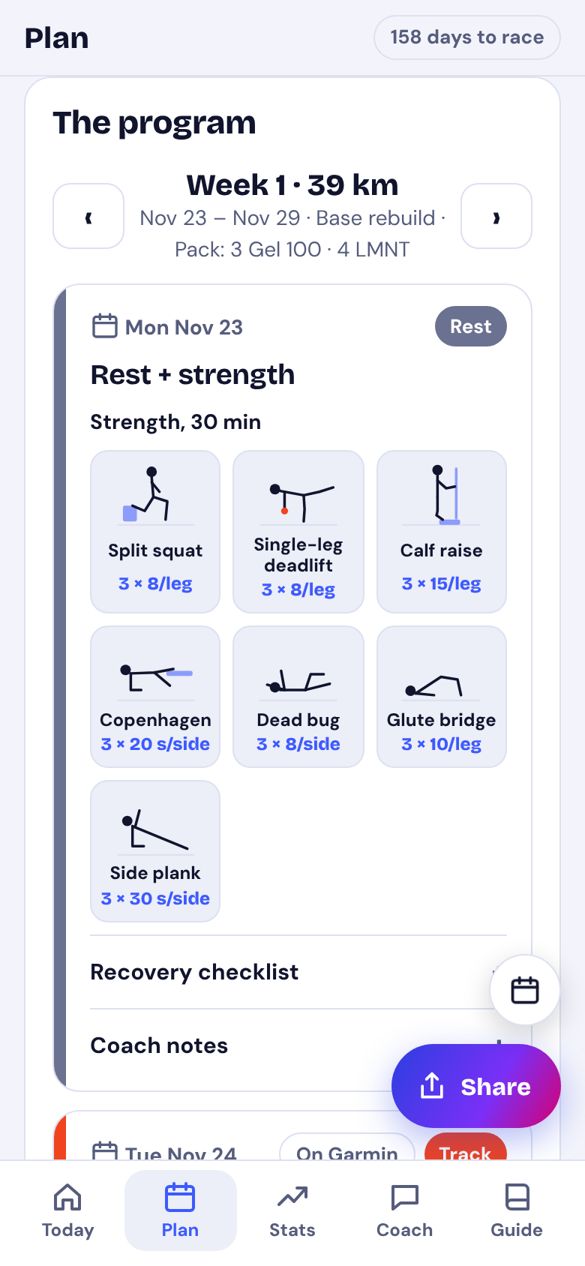 Plan
158 days to race
The program
‹
Week 1 · 39 km
›
Nov 23 – Nov 29 · Base rebuild ·
Pack: 3 Gel 100 · 4 LMNT
Mon Nov 23
Rest
Rest + strength
Strength, 30 min
Split squat
3 × 8/leg
Single-leg
deadlift
3 × 8/leg
Calf raise
3 × 15/leg
Copenhagen
3 × 20 s/side
Dead bug
3 × 8/side
Glute bridge
3 × 10/leg
Side plank
3 × 30 s/side
Recovery checklist
Coach notes
Share
Tue Nov 24
On Garmin
Track
Today
Plan
Stats
Coach
Guide